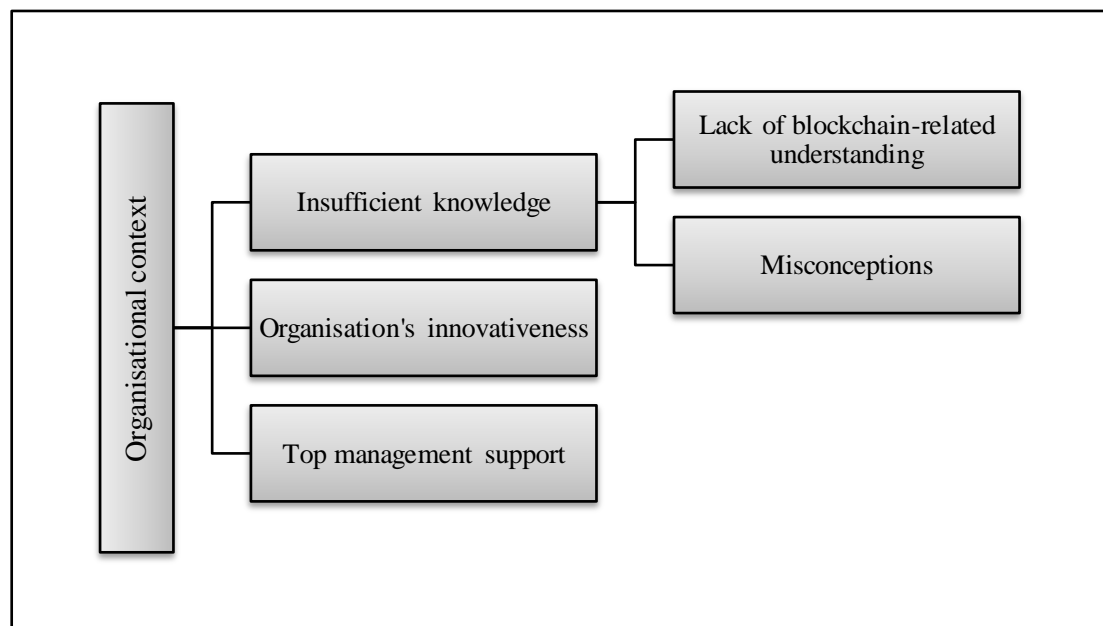 Organisational context
Insufficient knowledge
Organisation's innovativeness
Top management support
Lack of blockchain-related
understanding
Misconceptions